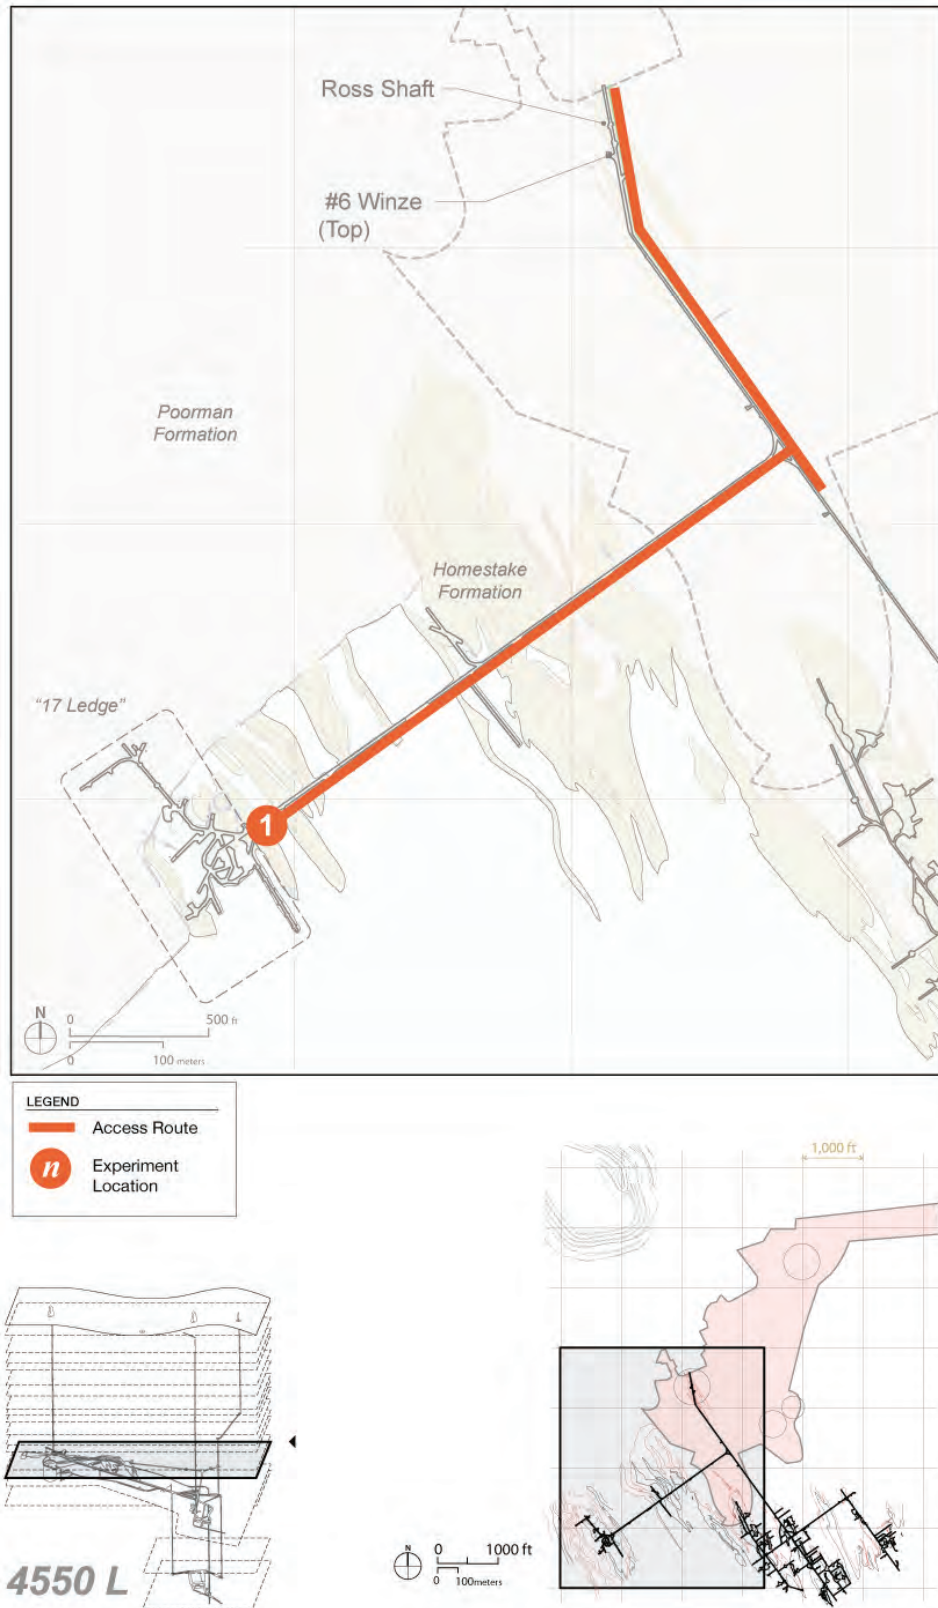 Ross Shaft
#6 Winze
(Top)
Poorman
Formation
Homestake
Formation
"17 Ledge"
1
N
0 500 ft
0 100 meters
LEGEND
Access Route
n Experiment
Location
1,000 ft
4550 L
N
0 1000 ft
0 100meters